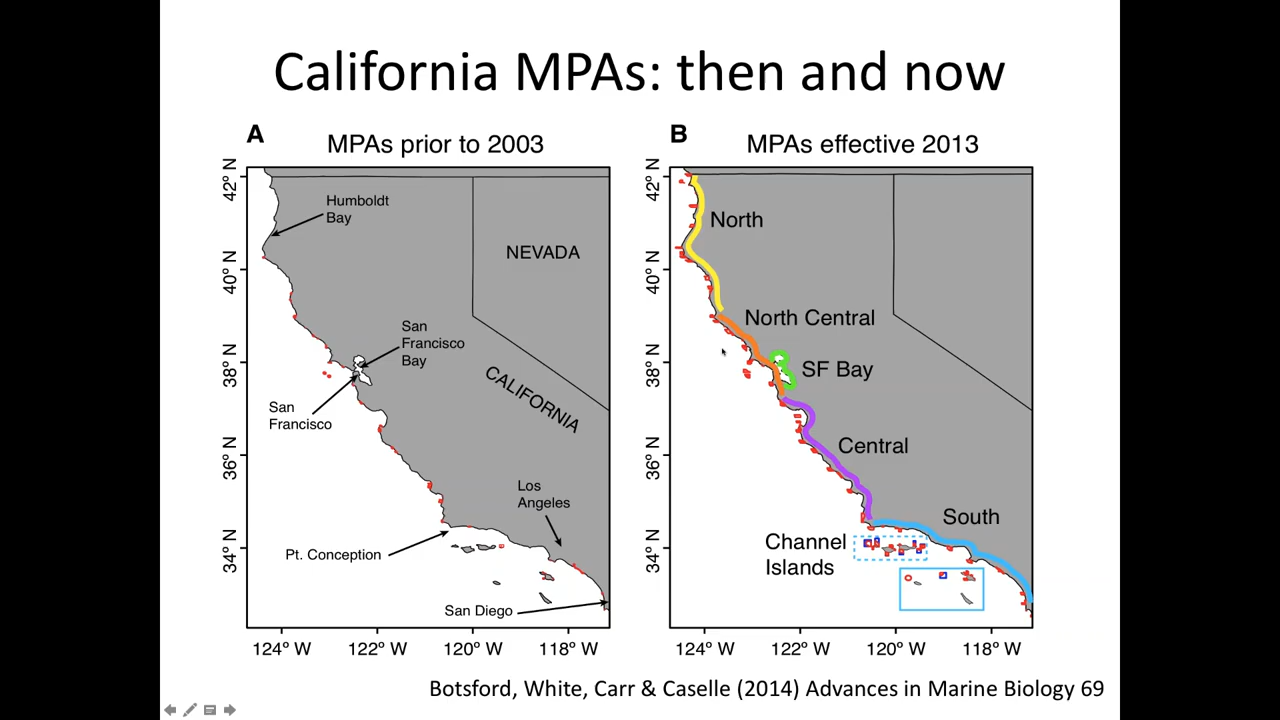 California MPAs: then and now
A
MPAs prior to 2003
42° N
40° N
38° N
36° N
34° N
Humboldt
Bay
NEVADA
San
Francisco
Bay
San
Francisco
CALIFORNIA
Los
Angeles
Pt. Conception
San Diego
124° W 122° W 120° W 118° W
B
MPAs effective 2013
42° N
40° N
38° N
36° N
34° N
North
North Central
SF Bay
Central
South
Channel
Islands
124° W 122° W 120° W 118° W
Botsford, White, Carr & Caselle (2014) Advances in Marine Biology 69